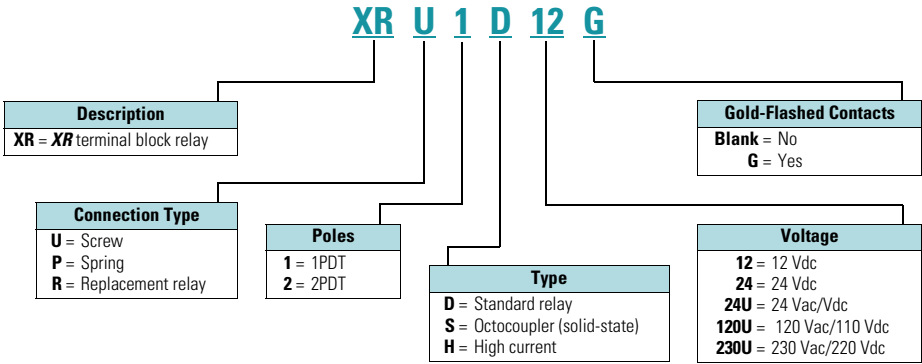 XR U 1 D 12 G
Description
XR = XR terminal block relay
Gold-Flashed Contacts
Blank = No
G = Yes
Connection Type
U = Screw
P = Spring
R = Replacement relay
Poles
1 = 1PDT
2 = 2PDT
Type
D = Standard relay
S = Octocoupler (solid-state)
H = High current
Voltage
12 = 12 Vdc
24 = 24 Vdc
24U = 24 Vac/Vdc
120U = 120 Vac/110 Vdc
230U = 230 Vac/220 Vdc